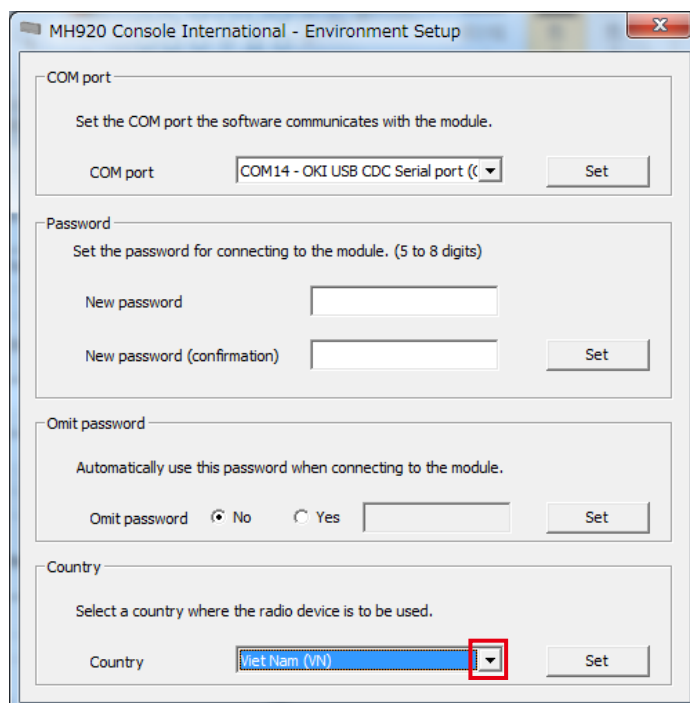 MH920 Console International - Environment Setup
COM port
Set the COM port the software communicates with the module.
COM port COM14 - OKI USB CDC Serial port (C Set
Password
Set the password for connecting to the module. (5 to 8 digits)
New password
New password (confirmation) Set
Omit password
Automatically use this password when connecting to the module.
Omit password No Yes Set
Country
Select a country where the radio device is to be used.
Country Viet Nam (VN) Set